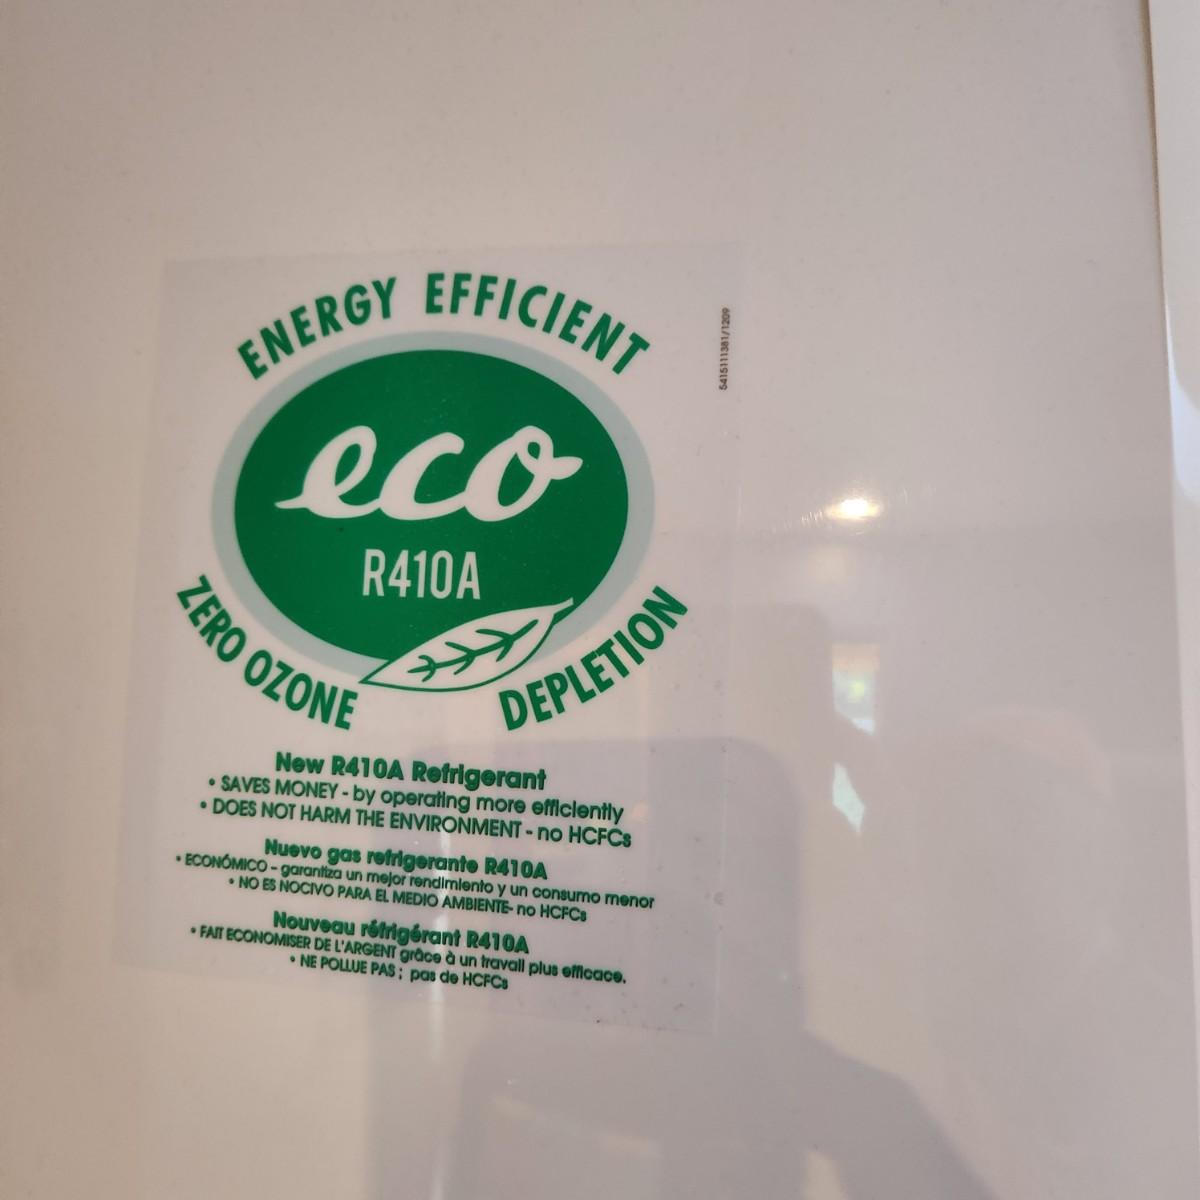 ENERGY EFFICIENT
eco
R410A
ZERO OZONE DEPLETION
5415111381/1209
New R410A Refrigerant
• SAVES MONEY - by operating more efficiently
• DOES NOT HARM THE ENVIRONMENT - no HCFCs
Nuevo gas refrigerante R410A
• ECONÓMICO - garantiza un mejor rendimiento y un consumo menor
• NO ES NOCIVO PARA EL MEDIO AMBIENTE- no HCFCs
Nouveau réfrigérant R410A
• FAIT ECONOMISER DE L'ARGENT grâce à un travail plus efficace.
• NE POLLUE PAS ; pas de HCFCs